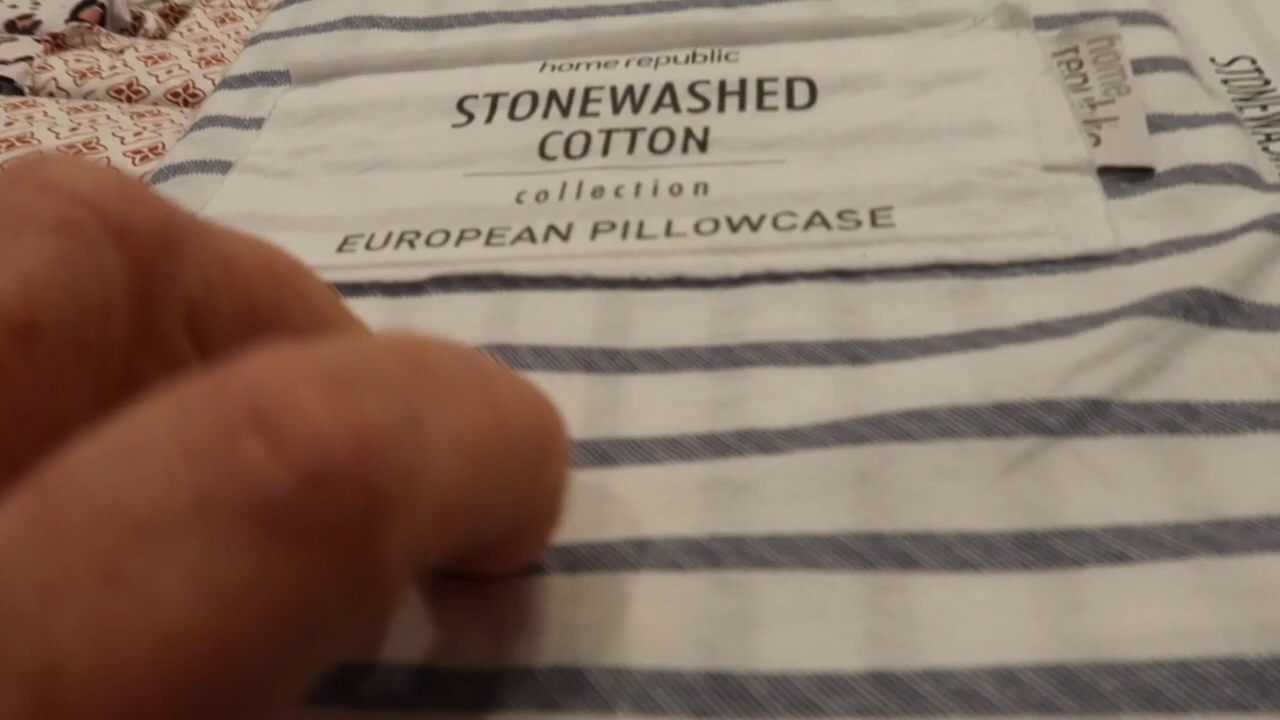 home republic
STONEWASHED
COTTON
collection
EUROPEAN PILLOWCASE
home
republic